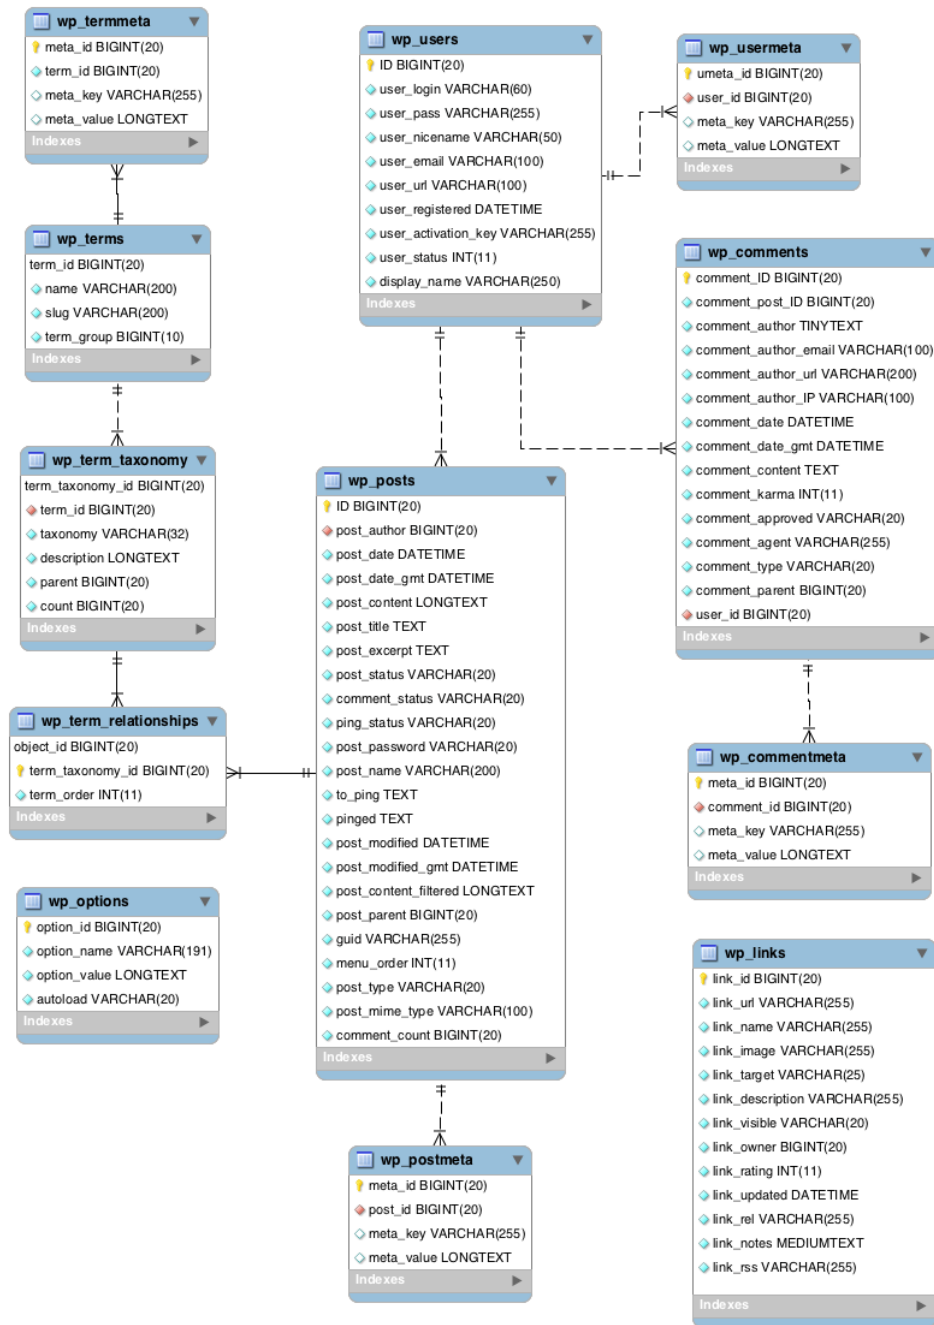 wp_termmeta
meta_id BIGINT(20)
term_id BIGINT(20)
meta_key VARCHAR(255)
meta_value LONGTEXT
Indexes
wp_terms
term_id BIGINT(20)
name VARCHAR(200)
slug VARCHAR(200)
term_group BIGINT(10)
Indexes
wp_term_taxonomy
term_taxonomy_id BIGINT(20)
term_id BIGINT(20)
taxonomy VARCHAR(32)
description LONGTEXT
parent BIGINT(20)
count BIGINT(20)
Indexes
wp_term_relationships
object_id BIGINT(20)
term_taxonomy_id BIGINT(20)
term_order INT(11)
Indexes
wp_options
option_id BIGINT(20)
option_name VARCHAR(191)
option_value LONGTEXT
autoload VARCHAR(20)
Indexes
wp_users
ID BIGINT(20)
user_login VARCHAR(60)
user_pass VARCHAR(255)
user_nicename VARCHAR(50)
user_email VARCHAR(100)
user_url VARCHAR(100)
user_registered DATETIME
user_activation_key VARCHAR(255)
user_status INT(11)
display_name VARCHAR(250)
Indexes
wp_posts
ID BIGINT(20)
post_author BIGINT(20)
post_date DATETIME
post_date_gmt DATETIME
post_content LONGTEXT
post_title TEXT
post_excerpt TEXT
post_status VARCHAR(20)
comment_status VARCHAR(20)
ping_status VARCHAR(20)
post_password VARCHAR(20)
post_name VARCHAR(200)
to_ping TEXT
pinged TEXT
post_modified DATETIME
post_modified_gmt DATETIME
post_content_filtered LONGTEXT
post_parent BIGINT(20)
guid VARCHAR(255)
menu_order INT(11)
post_type VARCHAR(20)
post_mime_type VARCHAR(100)
comment_count BIGINT(20)
Indexes
wp_postmeta
meta_id BIGINT(20)
post_id BIGINT(20)
meta_key VARCHAR(255)
meta_value LONGTEXT
Indexes
wp_usermeta
umeta_id BIGINT(20)
user_id BIGINT(20)
meta_key VARCHAR(255)
meta_value LONGTEXT
Indexes
wp_comments
comment_ID BIGINT(20)
comment_post_ID BIGINT(20)
comment_author TINYTEXT
comment_author_email VARCHAR(100)
comment_author_url VARCHAR(200)
comment_author_IP VARCHAR(100)
comment_date DATETIME
comment_date_gmt DATETIME
comment_content TEXT
comment_karma INT(11)
comment_approved VARCHAR(20)
comment_agent VARCHAR(255)
comment_type VARCHAR(20)
comment_parent BIGINT(20)
user_id BIGINT(20)
Indexes
wp_commentmeta
meta_id BIGINT(20)
comment_id BIGINT(20)
meta_key VARCHAR(255)
meta_value LONGTEXT
Indexes
wp_links
link_id BIGINT(20)
link_url VARCHAR(255)
link_name VARCHAR(255)
link_image VARCHAR(255)
link_target VARCHAR(25)
link_description VARCHAR(255)
link_visible VARCHAR(20)
link_owner BIGINT(20)
link_rating INT(11)
link_updated DATETIME
link_rel VARCHAR(255)
link_notes MEDIUMTEXT
link_rss VARCHAR(255)
Indexes